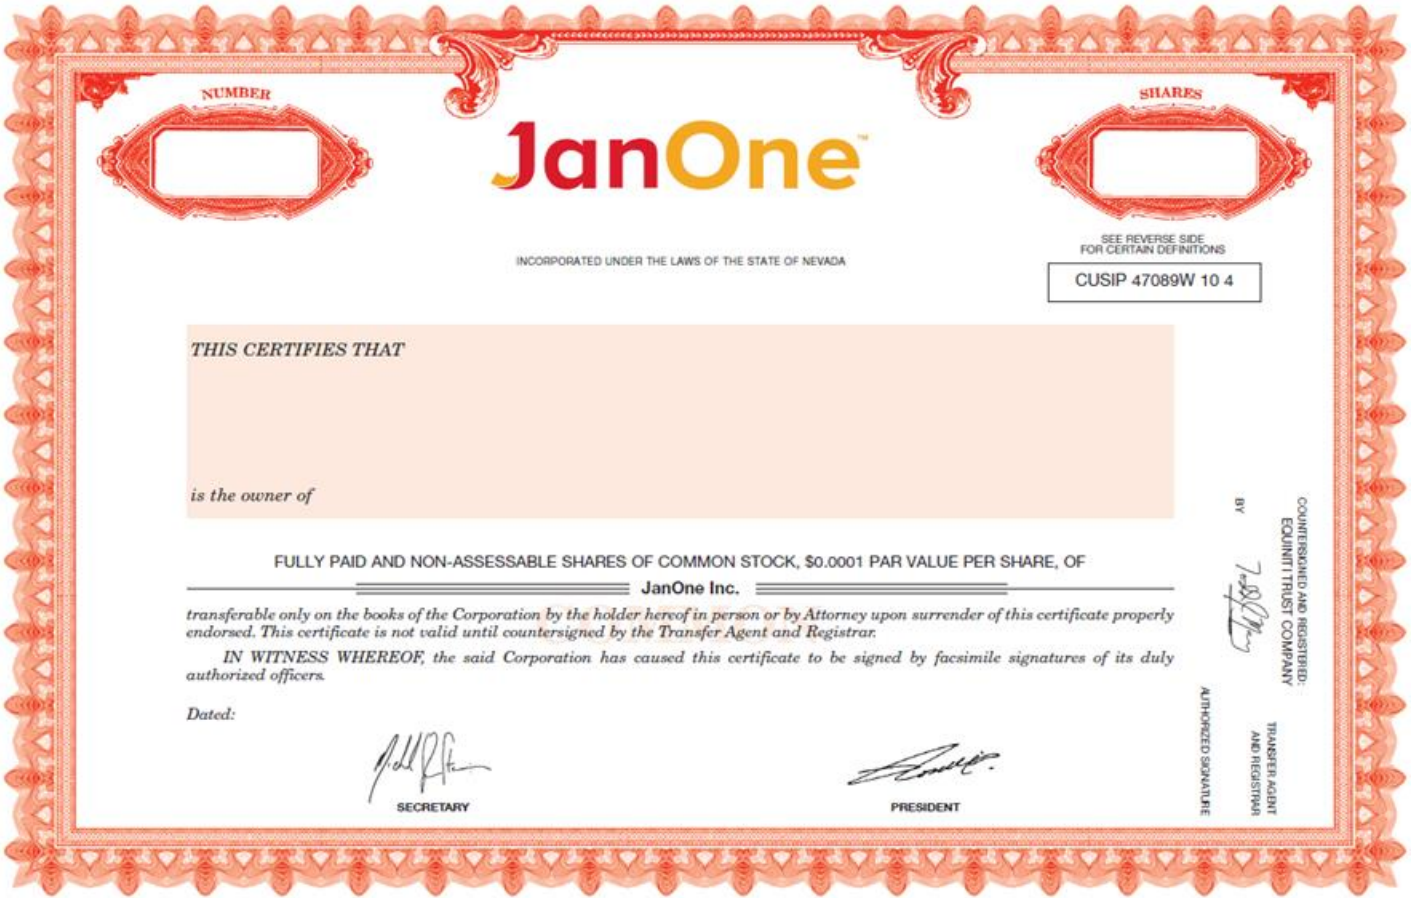 NUMBER
SHARES
JanOne™
SEE REVERSE SIDE
FOR CERTAIN DEFINITIONS
INCORPORATED UNDER THE LAWS OF THE STATE OF NEVADA
CUSIP 47089W 10 4
THIS CERTIFIES THAT
is the owner of
FULLY PAID AND NON-ASSESSABLE SHARES OF COMMON STOCK, $0.0001 PAR VALUE PER SHARE, OF
JanOne Inc.
transferable only on the books of the Corporation by the holder hereof in person or by Attorney upon surrender of this certificate properly
endorsed. This certificate is not valid until countersigned by the Transfer Agent and Registrar.
IN WITNESS WHEREOF, the said Corporation has caused this certificate to be signed by facsimile signatures of its duly
authorized officers.
Dated:
SECRETARY
PRESIDENT
COUNTERSIGNED AND REGISTERED:
EQUINITI TRUST COMPANY
TRANSFER AGENT
AND REGISTRAR
BY
AUTHORIZED SIGNATURE